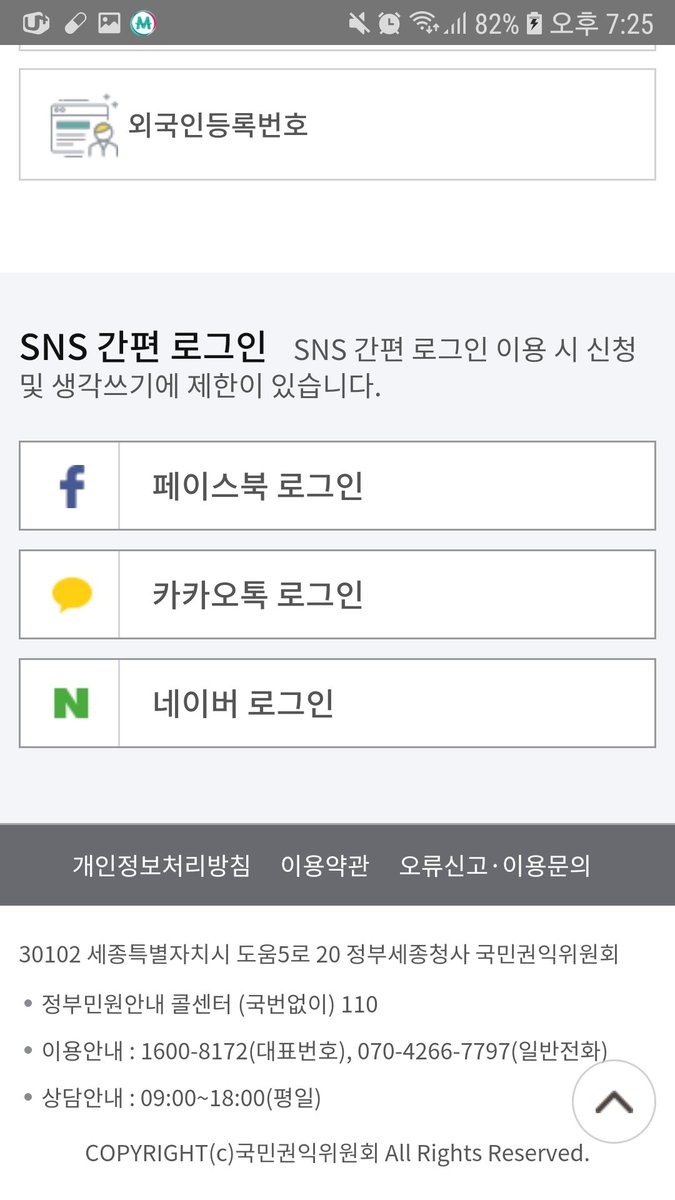 82% 오후 7:25
외국인등록번호
SNS 간편 로그인 SNS 간편 로그인 이용 시 신청
및 생각쓰기에 제한이 있습니다.
페이스북 로그인
카카오톡 로그인
N 네이버 로그인
개인정보처리방침 이용약관 오류신고·이용문의
30102 세종특별자치시 도움5로 20 정부세종청사 국민권익위원회
• 정부민원안내 콜센터 (국번없이) 110
• 이용안내 : 1600-8172(대표번호), 070-4266-7797(일반전화)
• 상담안내 : 09:00~18:00(평일)
COPYRIGHT(c)국민권익위원회 All Rights Reserved.